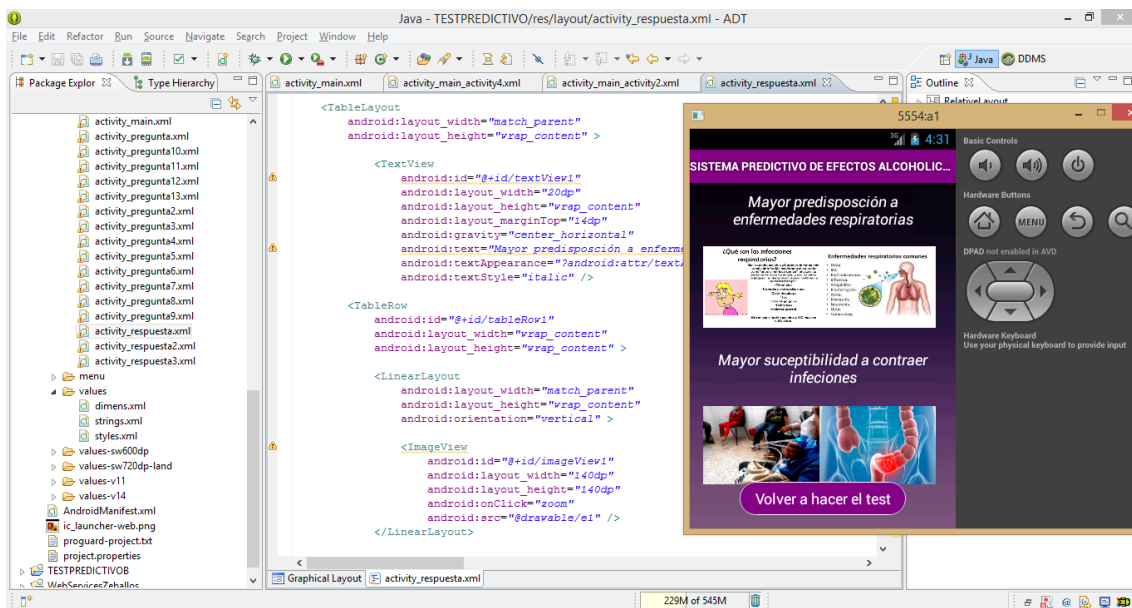 Java - TESTPREDICTIVO/res/layout/activity_respuesta.xml - ADT
File Edit Refactor Run Source Navigate Search Project Window Help
Java DDMS
Package Explor Type Hierarchy
activity_main.xml activity_main_activity4.xml activity_main_activity2.xml activity_respuesta.xml
Outline
RelativeLayout
activity_main.xml
activity_pregunta.xml
activity_pregunta10.xml
activity_pregunta11.xml
activity_pregunta12.xml
activity_pregunta13.xml
activity_pregunta2.xml
activity_pregunta3.xml
activity_pregunta4.xml
activity_pregunta5.xml
activity_pregunta6.xml
activity_pregunta7.xml
activity_pregunta8.xml
activity_pregunta9.xml
activity_respuesta.xml
activity_respuesta2.xml
activity_respuesta3.xml
menu
values
dimens.xml
strings.xml
styles.xml
values-sw600dp
values-sw720dp-land
values-v11
values-v14
AndroidManifest.xml
ic_launcher-web.png
proguard-project.txt
project.properties
TESTPREDICTIVOB
WebServicesZeballos
<TableLayout
android:layout_width="match_parent"
android:layout_height="wrap_content" >
<TextView
android:id="@+id/textView1"
android:layout_width="20dp"
android:layout_height="wrap_content"
android:layout_marginTop="14dp"
android:gravity="center_horizontal"
android:text="Mayor predisposción a enferme
android:textAppearance="?android:attr/textA
android:textStyle="italic" />
<TableRow
android:id="@+id/tableRow1"
android:layout_width="wrap_content"
android:layout_height="wrap_content" >
<LinearLayout
android:layout_width="match_parent"
android:layout_height="wrap_content"
android:orientation="vertical" >
<ImageView
android:id="@+id/imageView1"
android:layout_width="140dp"
android:layout_height="140dp"
android:onClick="zoom"
android:src="@drawable/e1" />
</LinearLayout>
Graphical Layout activity_respuesta.xml
229M of 545M
5554:a1
3G 4:31
SISTEMA PREDICTIVO DE EFECTOS ALCOHOLIC...
Mayor predisposción a
enfermedades respiratorias
¿Qué son las infecciones
respiratorias?
Enfermedades respiratorias comunes
Mayor suceptibilidad a contraer
infeciones
Volver a hacer el test
Basic Controls
Hardware Buttons
MENU
DPAD not enabled in AVD
Hardware Keyboard
Use your physical keyboard to provide input